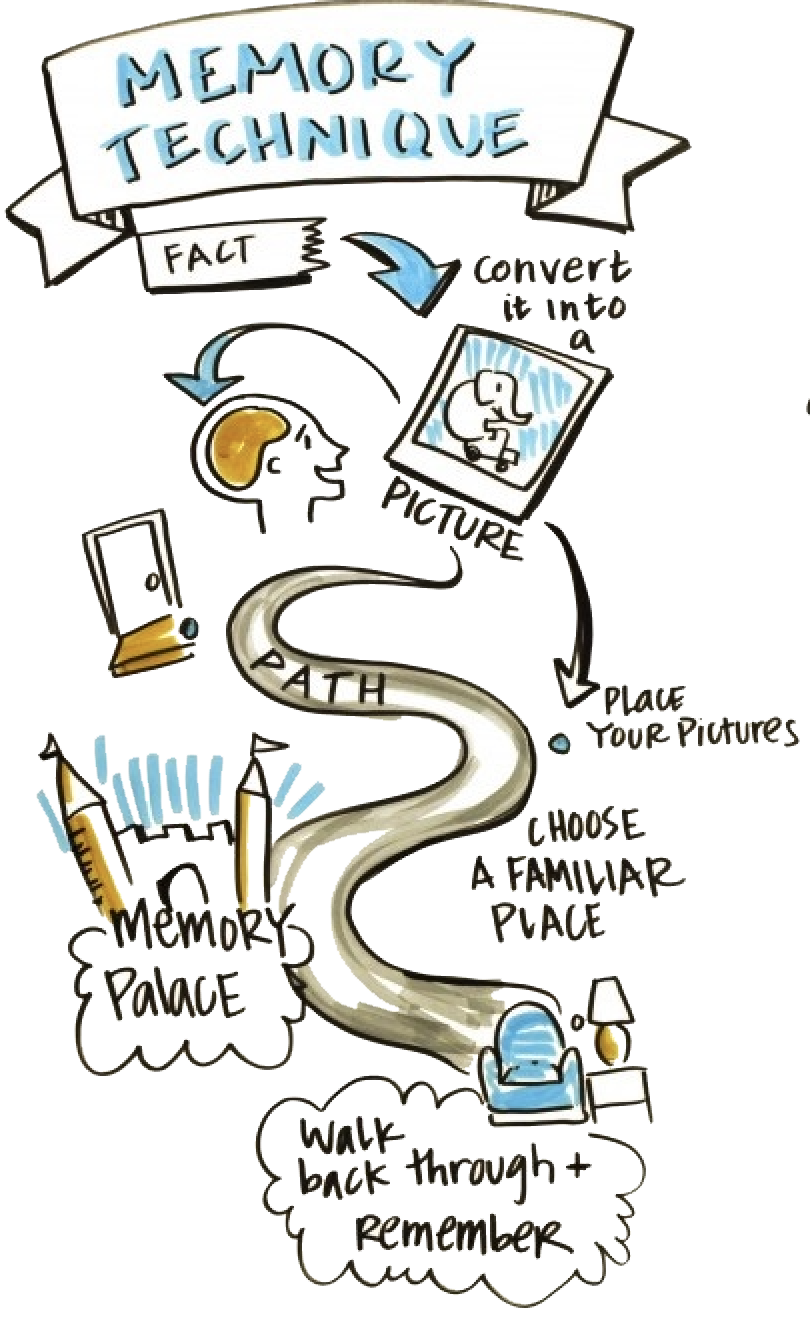 MEMORY
TECHNIQUE
FACT
convert
it into
a
PICTURE
PATH
PLACE
YOUR PICTURES
CHOOSE
A FAMILIAR
PLACE
MEMORY
Palace
Walk
back through +
REMEMBER